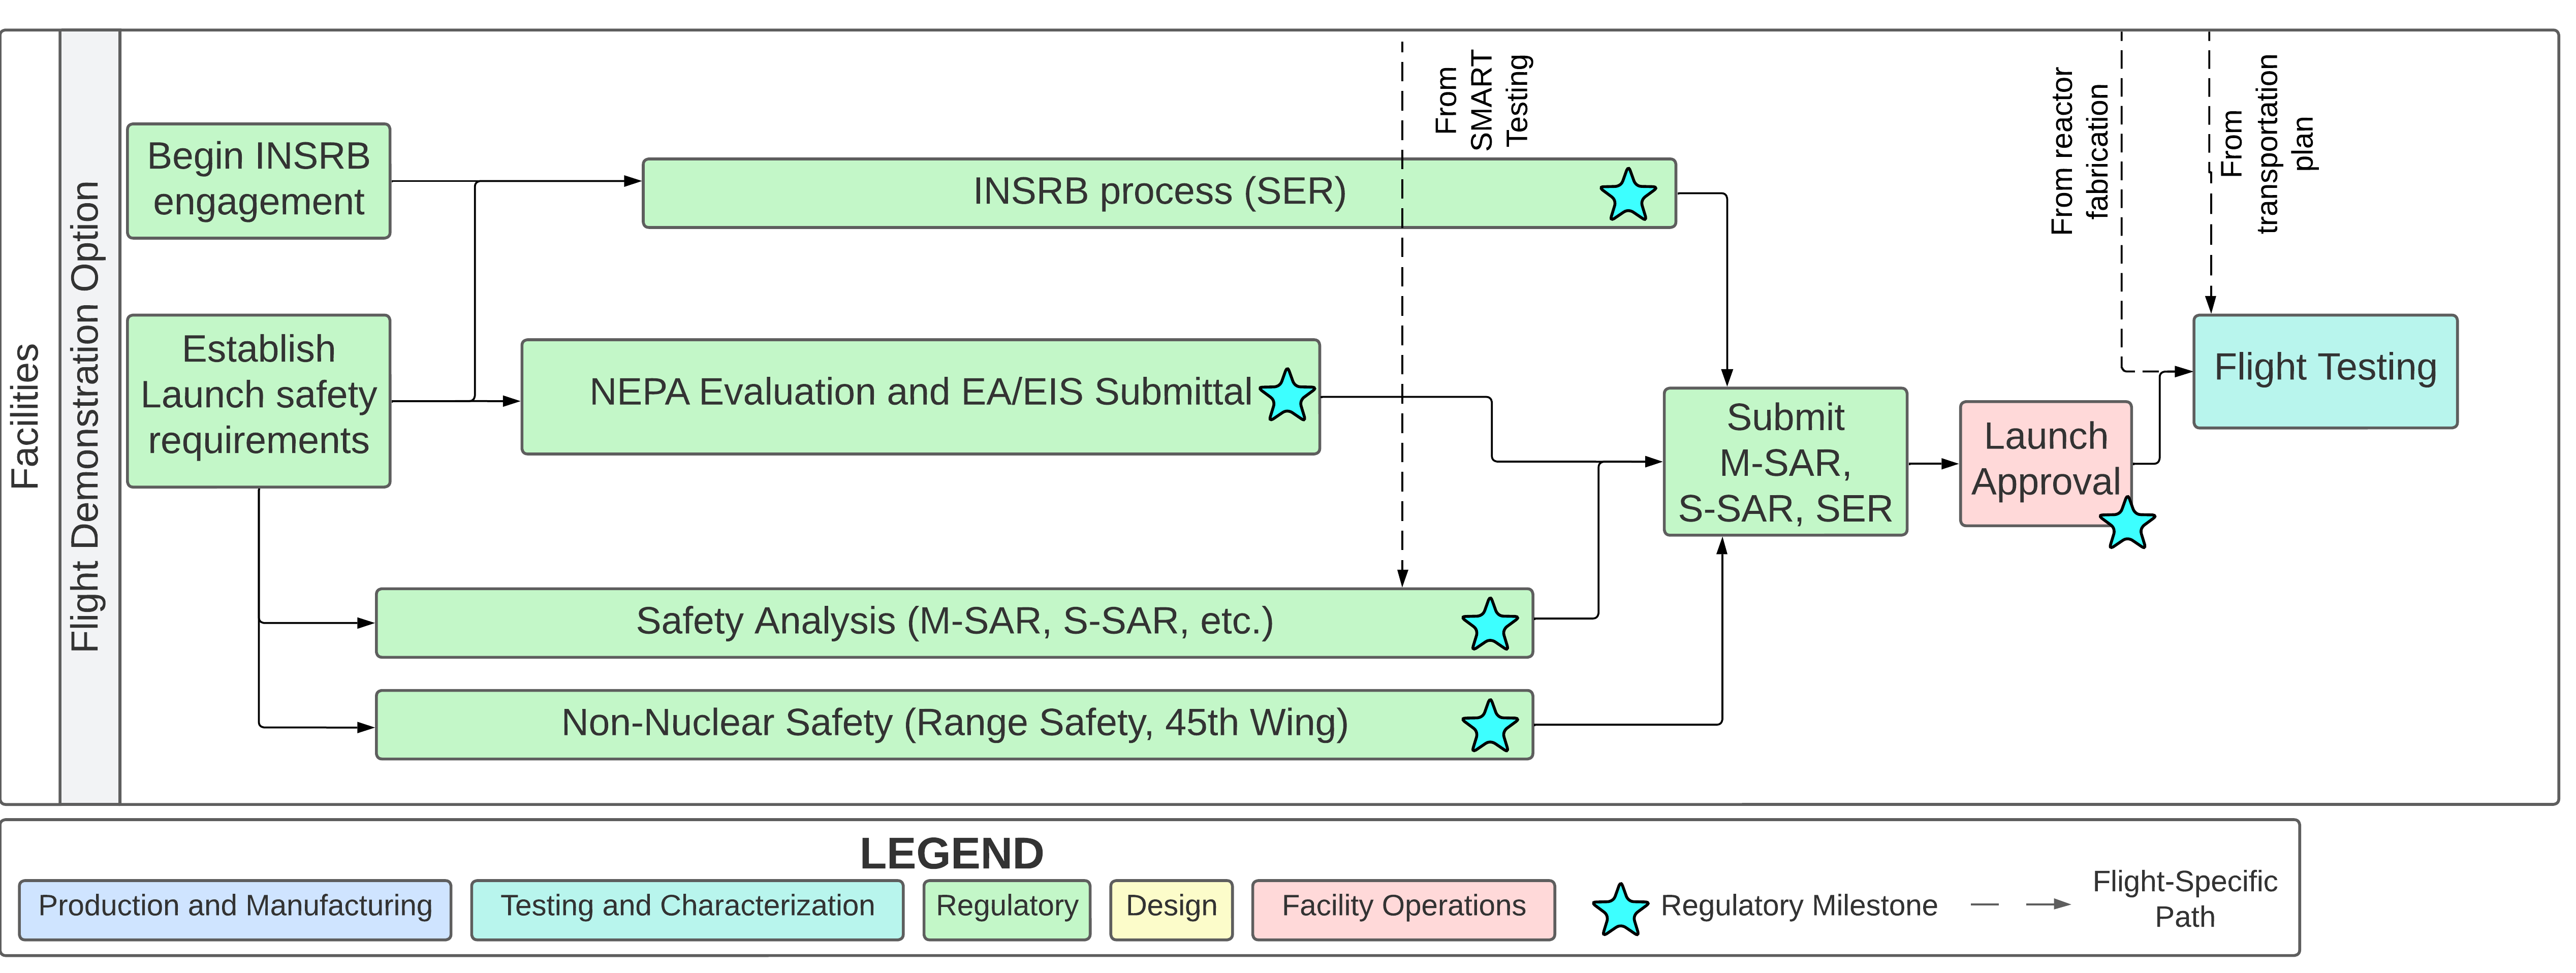 Facilities
Flight Demonstration Option
Begin INSRB
engagement
Establish
Launch safety
requirements
INSRB process (SER)
From
SMART
Testing
NEPA Evaluation and EA/EIS Submittal
Safety Analysis (M-SAR, S-SAR, etc.)
Non-Nuclear Safety (Range Safety, 45th Wing)
Submit
M-SAR,
S-SAR, SER
Launch
Approval
From reactor
fabrication
From
transportation
plan
Flight Testing
LEGEND
Production and Manufacturing
Testing and Characterization
Regulatory
Design
Facility Operations
Regulatory Milestone
Flight-Specific
Path